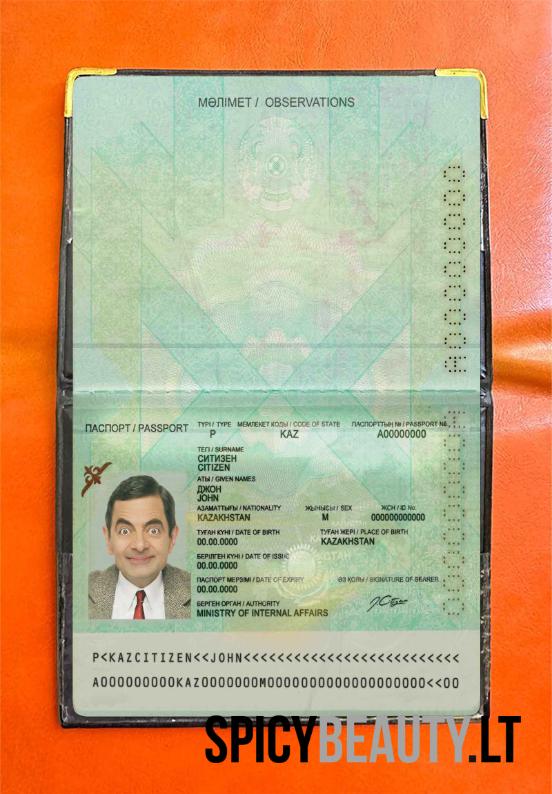 МӘЛІМЕТ / OBSERVATIONS
A00000000
ПАСПОРТ / PASSPORT
ТҮРІ / TYPE МЕМЛЕКЕТ КОДЫ / CODE OF STATE ПАСПОРТТЫҢ № / PASSPORT №
P KAZ A00000000
ТЕГІ / SURNAME
СИТИЗЕН
CITIZEN
АТЫ / GIVEN NAMES
ДЖОН
JOHN
АЗАМАТТЫҒЫ / NATIONALITY ЖЫНЫСЫ / SEX ЖСН / ID No.
KAZAKHSTAN M 000000000000
ТУҒАН КҮНІ / DATE OF BIRTH ТУҒАН ЖЕРІ / PLACE OF BIRTH
00.00.0000 KAZAKHSTAN
БЕРІЛГЕН КҮНІ / DATE OF ISSUE
00.00.0000
ПАСПОРТ МЕРЗІМІ / DATE OF EXPIRY ӨЗ ҚОЛЫ / SIGNATURE OF BEARER
00.00.0000
БЕРГЕН ОРГАН / AUTHORITY
MINISTRY OF INTERNAL AFFAIRS
P<KAZCITIZEN<<JOHN<<<<<<<<<<<<<<<<<<<<<<<<<<
A000000000KAZ0000000M000000000000000000<<00
SPICYBEAUTY.LT